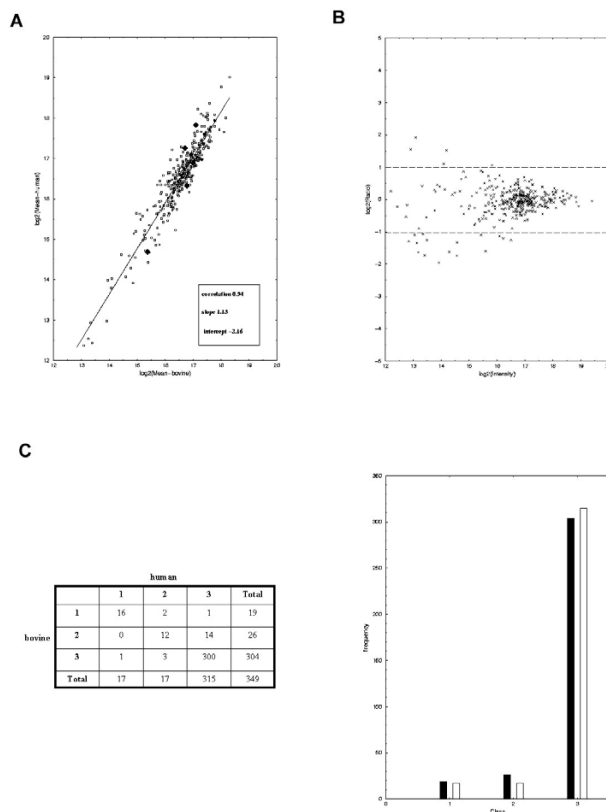 A
20
19
18
17
16
15
14
13
12
12 13 14 15 16 17 18 19 20
log2(Mean-human)
log2(Mean-bovine)
correlation 0.94
slope 1.13
intercept -2.16
B
5
4
3
2
1
0
-1
-2
-3
-4
-5
12 13 14 15 16 17 18 19
log2(Ratio)
log2(Intensity)
C
human
1 2 3 Total
1 16 2 1 19
bovine
2 0 12 14 26
3 1 3 300 304
Total 17 17 315 349
350
300
250
200
150
100
50
0
frequency
0 1 2 3